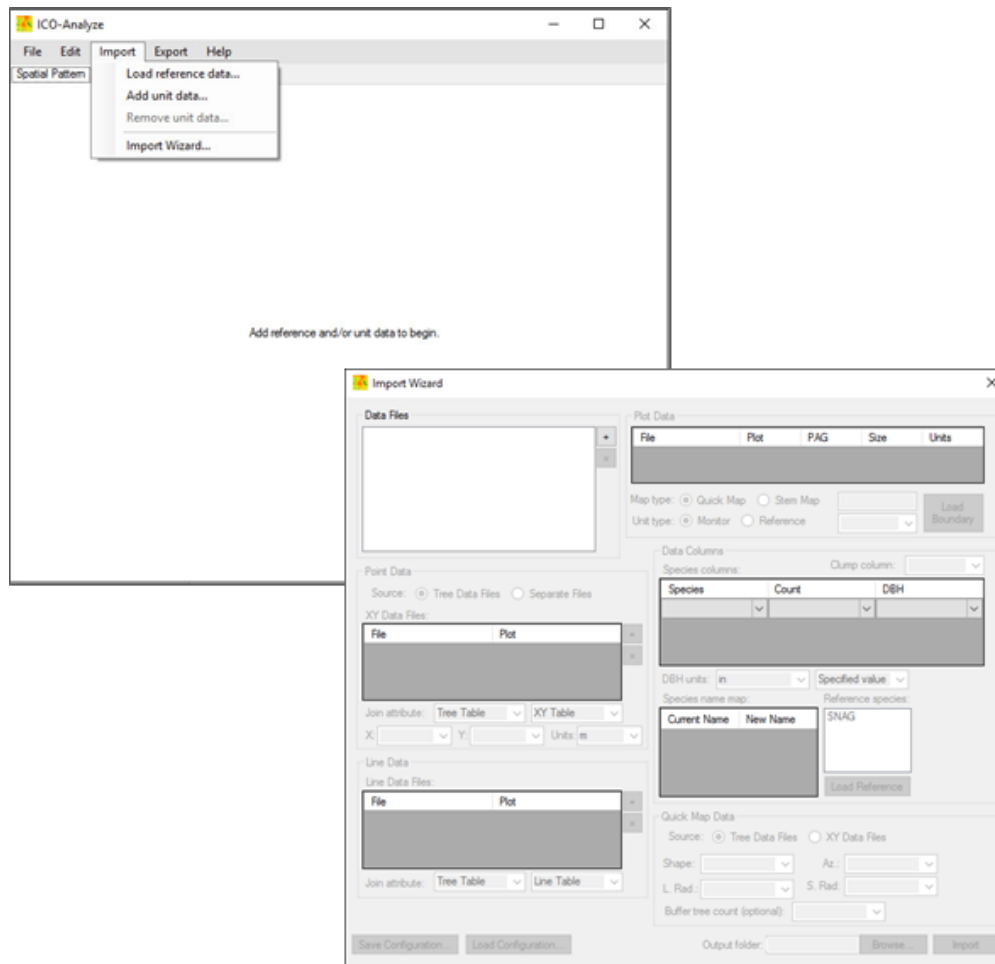 ICO-Analyze
File Edit Import Export Help
Spatial Pattern
Load reference data...
Add unit data...
Remove unit data...
Import Wizard...
Add reference and/or unit data to begin.
Import Wizard
Data Files
+
Point Data
Source: Tree Data Files Separate Files
XY Data Files:
File Plot
Join attribute: Tree Table XY Table
X: Y: Units: m
Line Data
Line Data Files:
File Plot
Join attribute: Tree Table Line Table
Save Configuration... Load Configuration...
Plot Data
File Plot PAG Size Units
Map type: Quick Map Stem Map
Unit type: Monitor Reference
Load
Boundary
Data Columns
Species columns: Clump column:
Species Count DBH
DBH units: in Specified value
Species name map: Reference species:
Current Name New Name
SNAG
Load Reference
Quick Map Data
Source: Tree Data Files XY Data Files
Shape: Az.:
L. Rad.: S. Rad.
Buffer tree count (optional):
Output folder: Browse... Import